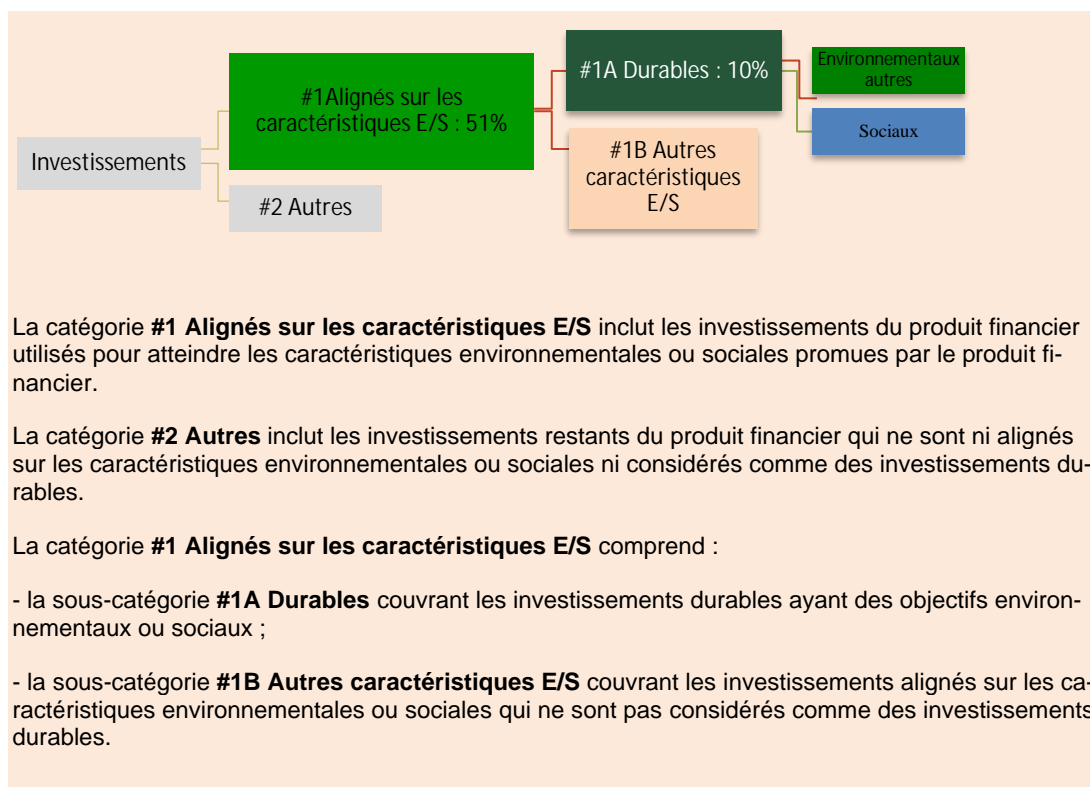 Investissements
#1Alignés sur les
caractéristiques E/S : 51%
#2 Autres
#1A Durables : 10%
#1B Autres
caractéristiques
E/S
Environnementaux
autres
Sociaux
La catégorie #1 Alignés sur les caractéristiques E/S inclut les investissements du produit financier
utilisés pour atteindre les caractéristiques environnementales ou sociales promues par le produit fi-
nancier.
La catégorie #2 Autres inclut les investissements restants du produit financier qui ne sont ni alignés
sur les caractéristiques environnementales ou sociales ni considérés comme des investissements du-
rables.
La catégorie #1 Alignés sur les caractéristiques E/S comprend :
- la sous-catégorie #1A Durables couvrant les investissements durables ayant des objectifs environ-
nementaux ou sociaux ;
- la sous-catégorie #1B Autres caractéristiques E/S couvrant les investissements alignés sur les ca-
ractéristiques environnementales ou sociales qui ne sont pas considérés comme des investissements
durables.